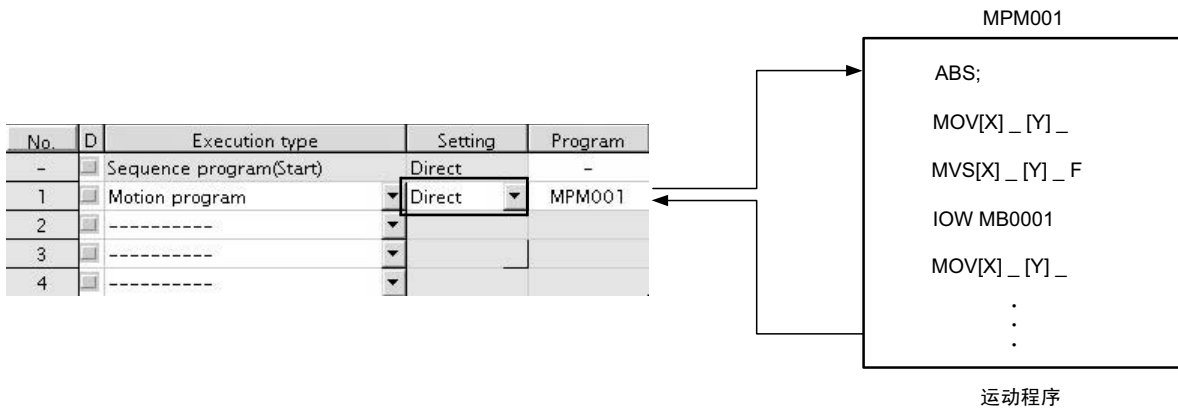 No. D Execution type Setting Program
- Sequence program(Start) Direct -
1 Motion program Direct MPM001
2 ----------
3 ----------
4 ----------
MPM001
ABS;
MOV[X] _ [Y] _
MVS[X] _ [Y] _ F
IOW MB0001
MOV[X] _ [Y] _
.
.
.
运动程序